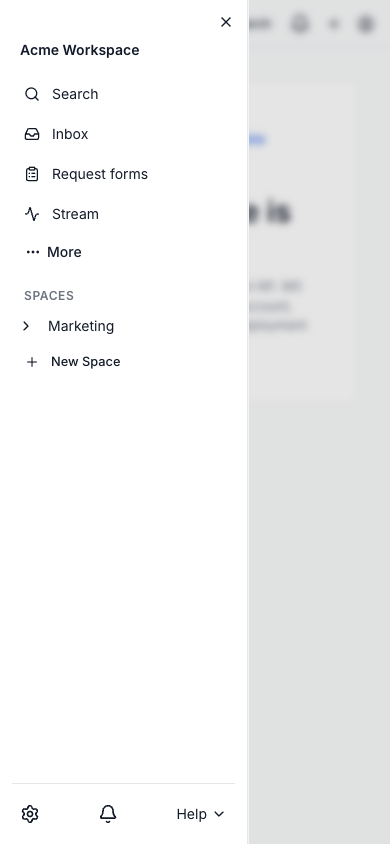 Acme Workspace
Search
Inbox
Request forms
Stream
More
SPACES
Marketing
New Space
Help